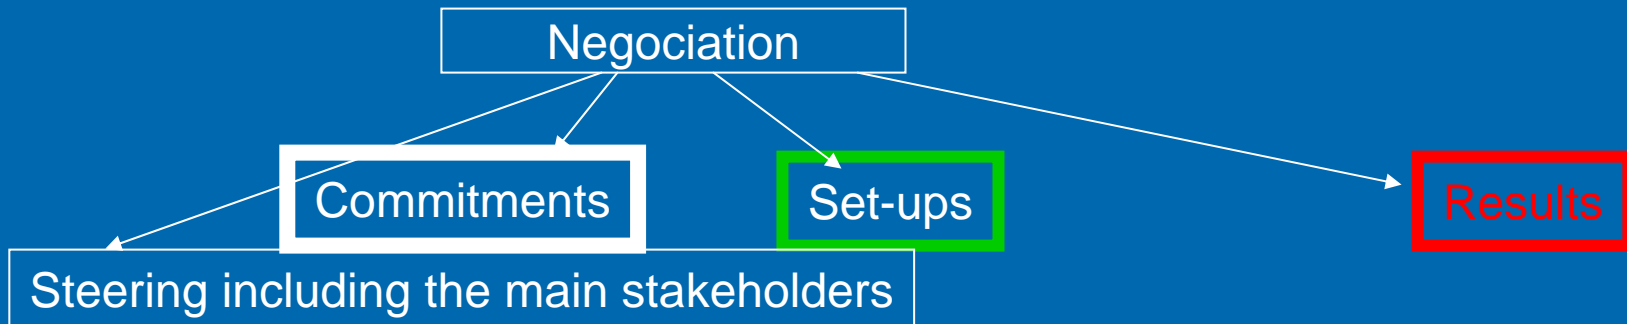 Negociation
Commitments
Set-ups
Results
Steering including the main stakeholders